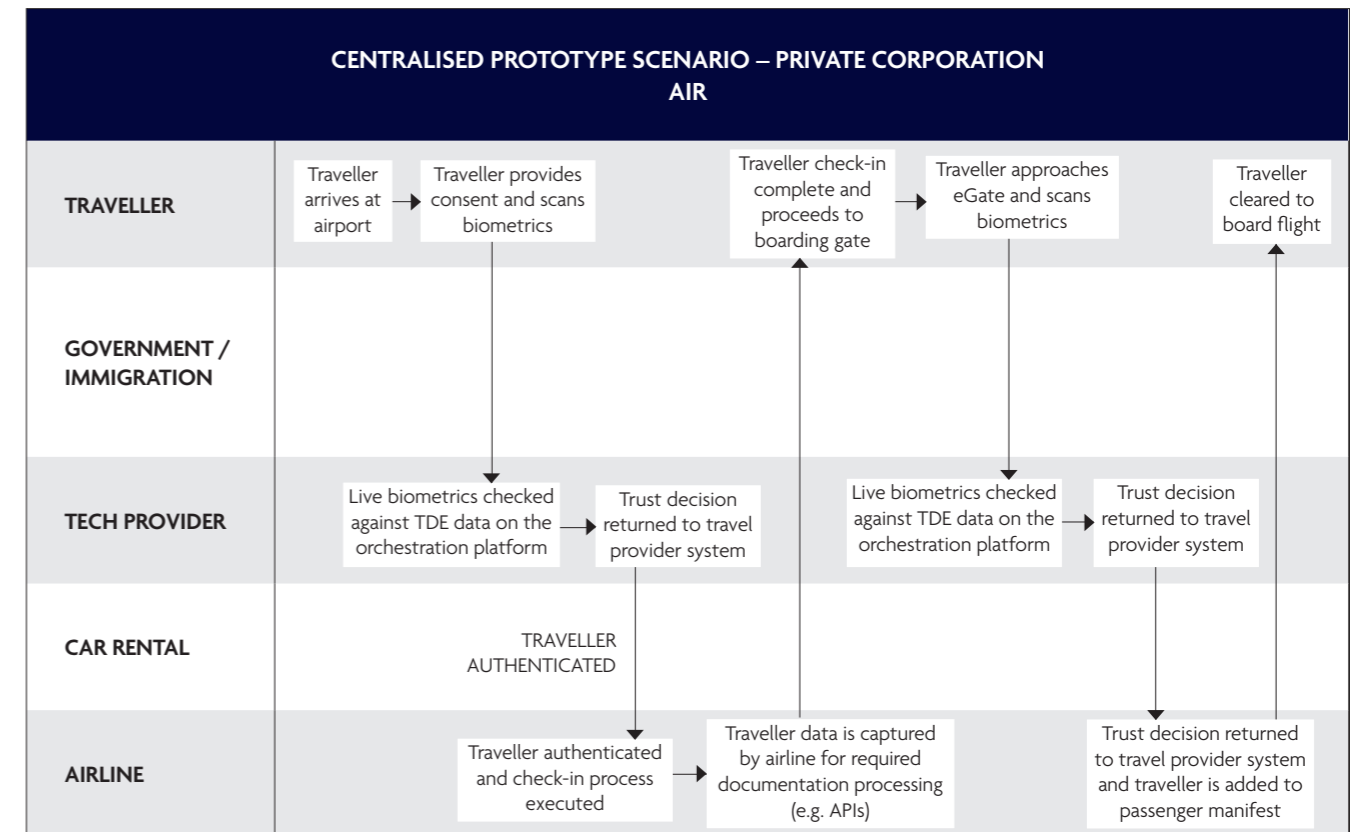 CENTRALISED PROTOTYPE SCENARIO – PRIVATE CORPORATION
AIR
TRAVELLER
Traveller
arrives at
airport
Traveller provides
consent and scans
biometrics
Traveller check-in
complete and
proceeds to
boarding gate
Traveller approaches
eGate and scans
biometrics
Traveller
cleared to
board flight
GOVERNMENT /
IMMIGRATION
TECH PROVIDER
Live biometrics checked
against TDE data on the
orchestration platform
Trust decision
returned to travel
provider system
Live biometrics checked
against TDE data on the
orchestration platform
Trust decision
returned to travel
provider system
CAR RENTAL
TRAVELLER
AUTHENTICATED
AIRLINE
Traveller authenticated
and check-in process
executed
Traveller data is captured
by airline for required
documentation processing
(e.g. APIs)
Trust decision returned
to travel provider system
and traveller is added to
passenger manifest